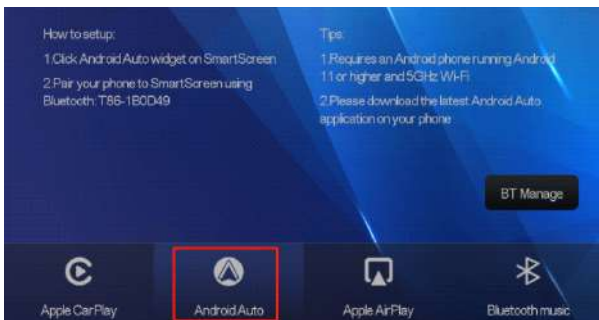 How to setup:
1.Click Android Auto widget on SmartScreen
2.Pair your phone to SmartScreen using
Bluetooth: T86-1B0D49
Tips:
1.Requires an Android phone running Android
11 or higher and 5GHz Wi-Fi
2.Please download the latest Android Auto
application on your phone
BT Manage
Apple CarPlay
Android Auto
Apple AirPlay
Bluetooth music